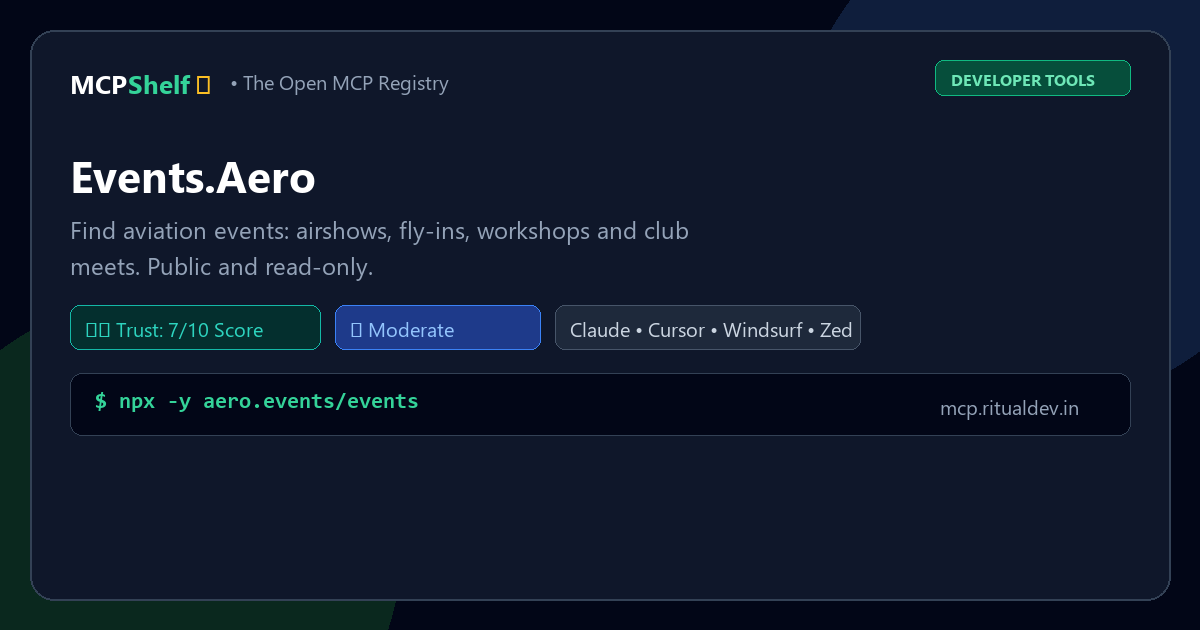 MCPShelf • The Open MCP Registry
DEVELOPER TOOLS
Events.Aero
Find aviation events: airshows, fly-ins, workshops and club
meets. Public and read-only.
Trust: 7/10 Score
Moderate
Claude • Cursor • Windsurf • Zed
$ npx -y aero.events/events
mcp.ritualdev.in